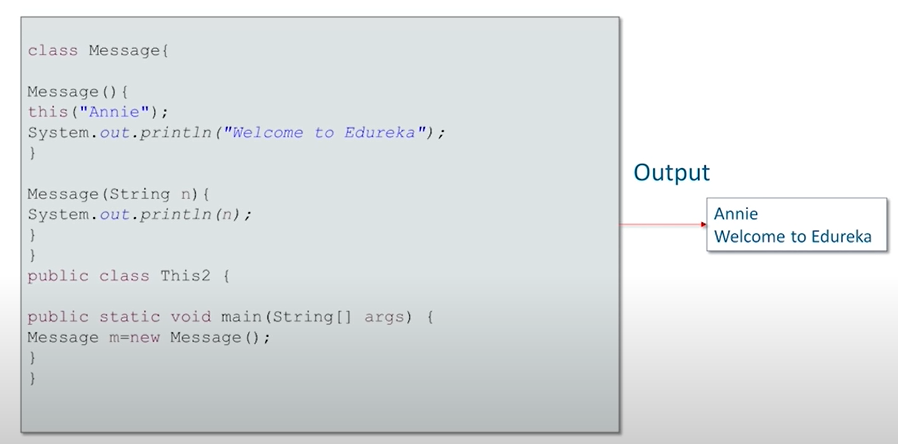 class Message{
Message(){
this("Annie");
System.out.println("Welcome to Edureka");
}
Message(String n){
System.out.println(n);
}
}
public class This2 {
public static void main(String[] args) {
Message m=new Message();
}
}
Output
Annie
Welcome to Edureka